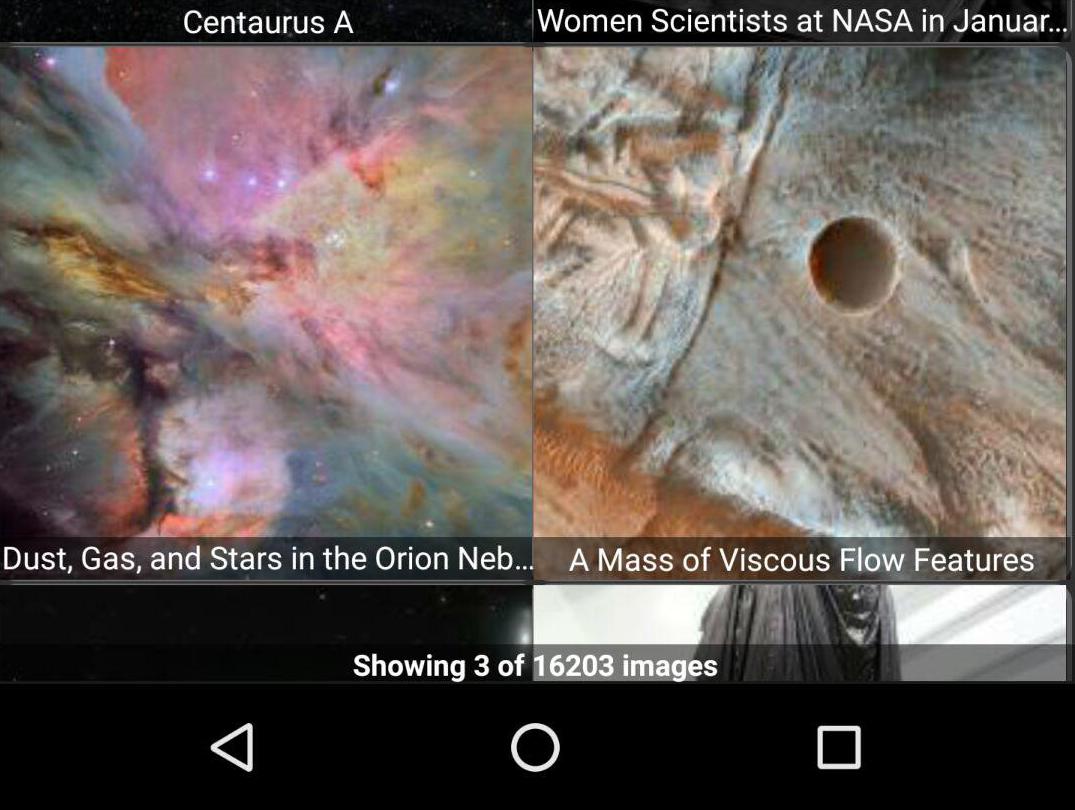 Centaurus A
Women Scientists at NASA in Januar...
Dust, Gas, and Stars in the Orion Neb...
A Mass of Viscous Flow Features
Showing 3 of 16203 images